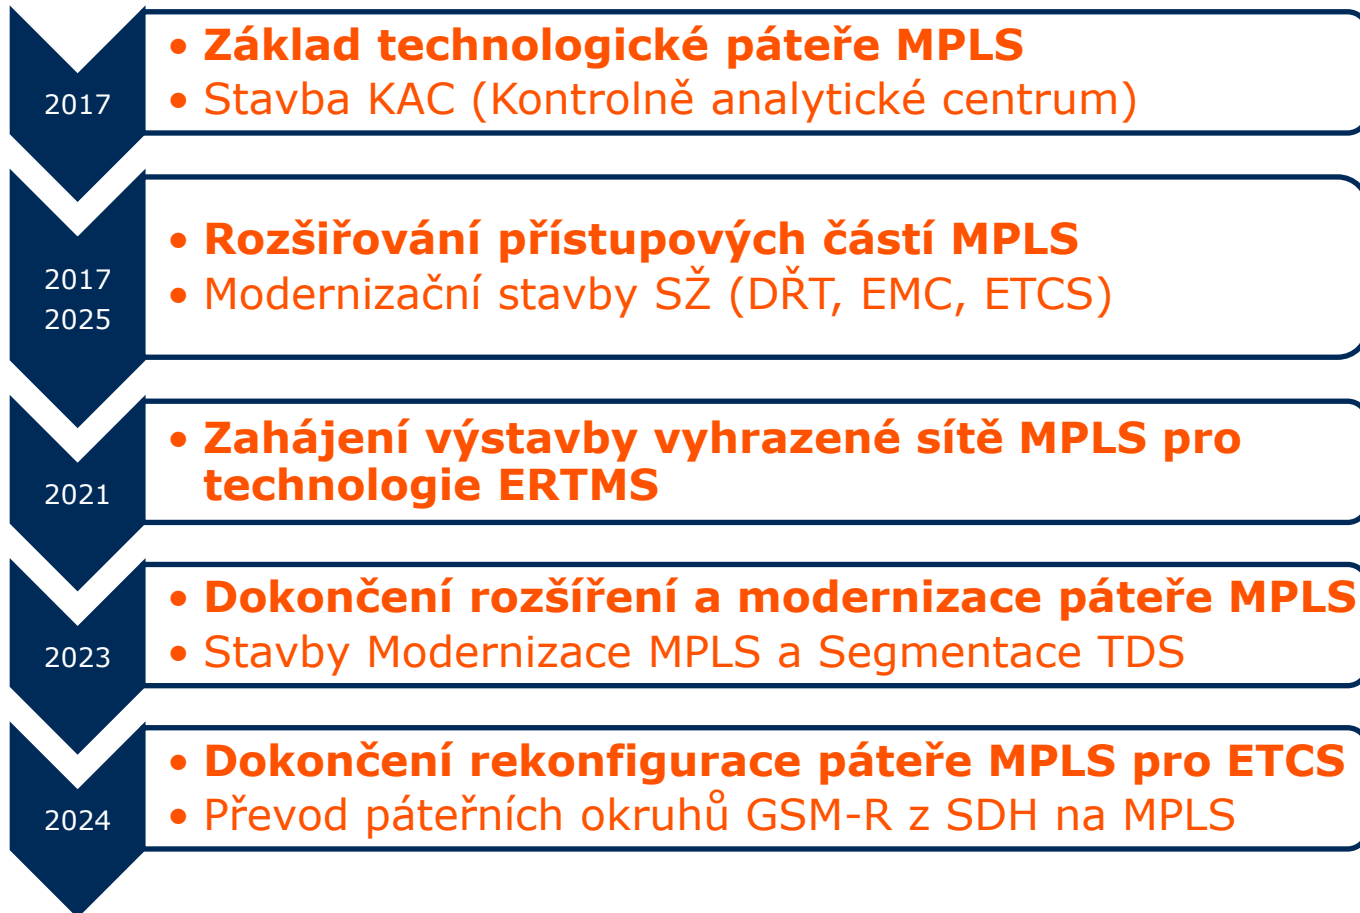 2017
• Základ technologické páteře MPLS
• Stavba KAC (Kontrolně analytické centrum)
2017
2025
• Rozšiřování přístupových částí MPLS
• Modernizační stavby SŽ (DŘT, EMC, ETCS)
2021
• Zahájení výstavby vyhrazené sítě MPLS pro
technologie ERTMS
2023
• Dokončení rozšíření a modernizace páteře MPLS
• Stavby Modernizace MPLS a Segmentace TDS
2024
• Dokončení rekonfigurace páteře MPLS pro ETCS
• Převod páteřních okruhů GSM-R z SDH na MPLS